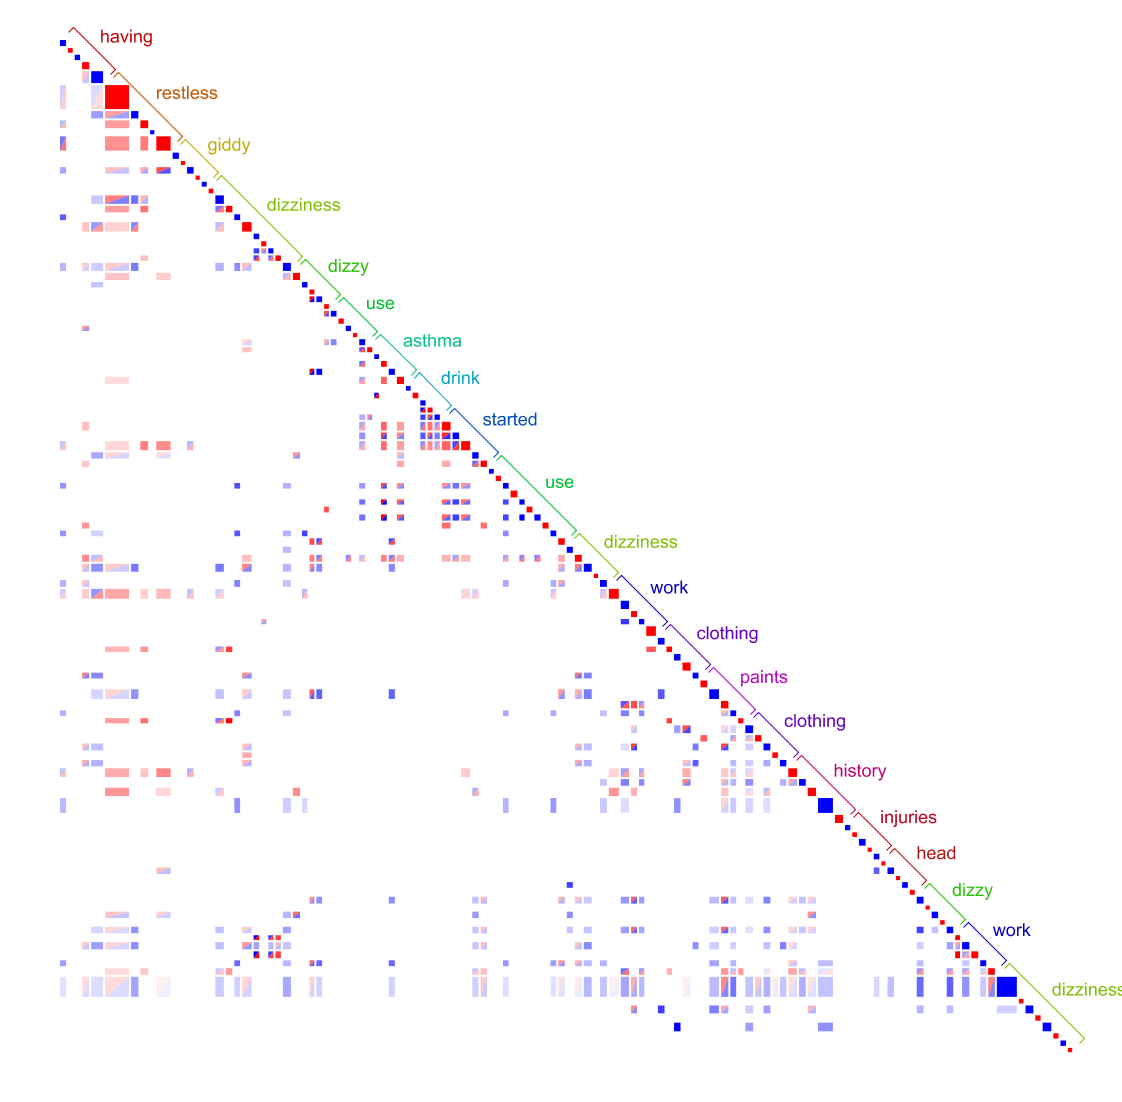 having
restless
giddy
dizziness
dizzy
use
asthma
drink
started
use
dizziness
work
clothing
paints
clothing
history
injuries
head
dizzy
work
dizziness